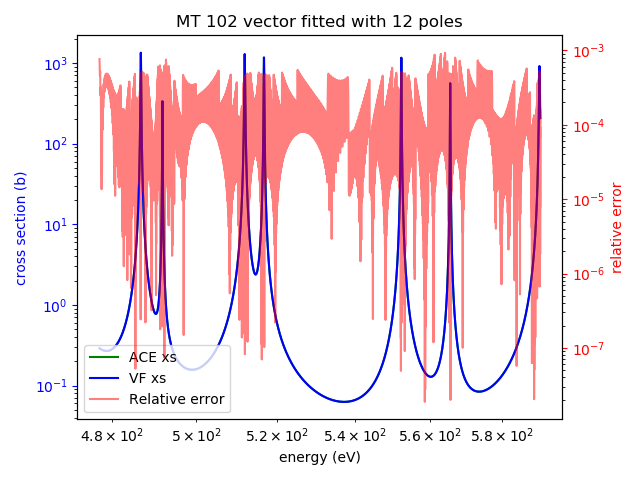 MT 102 vector fitted with 12 poles
10³
10²
10¹
10⁰
10⁻¹
cross section (b)
10⁻³
10⁻⁴
10⁻⁵
10⁻⁶
10⁻⁷
relative error
ACE xs
VF xs
Relative error
4.8 × 10² 5 × 10² 5.2 × 10² 5.4 × 10² 5.6 × 10² 5.8 × 10²
energy (eV)